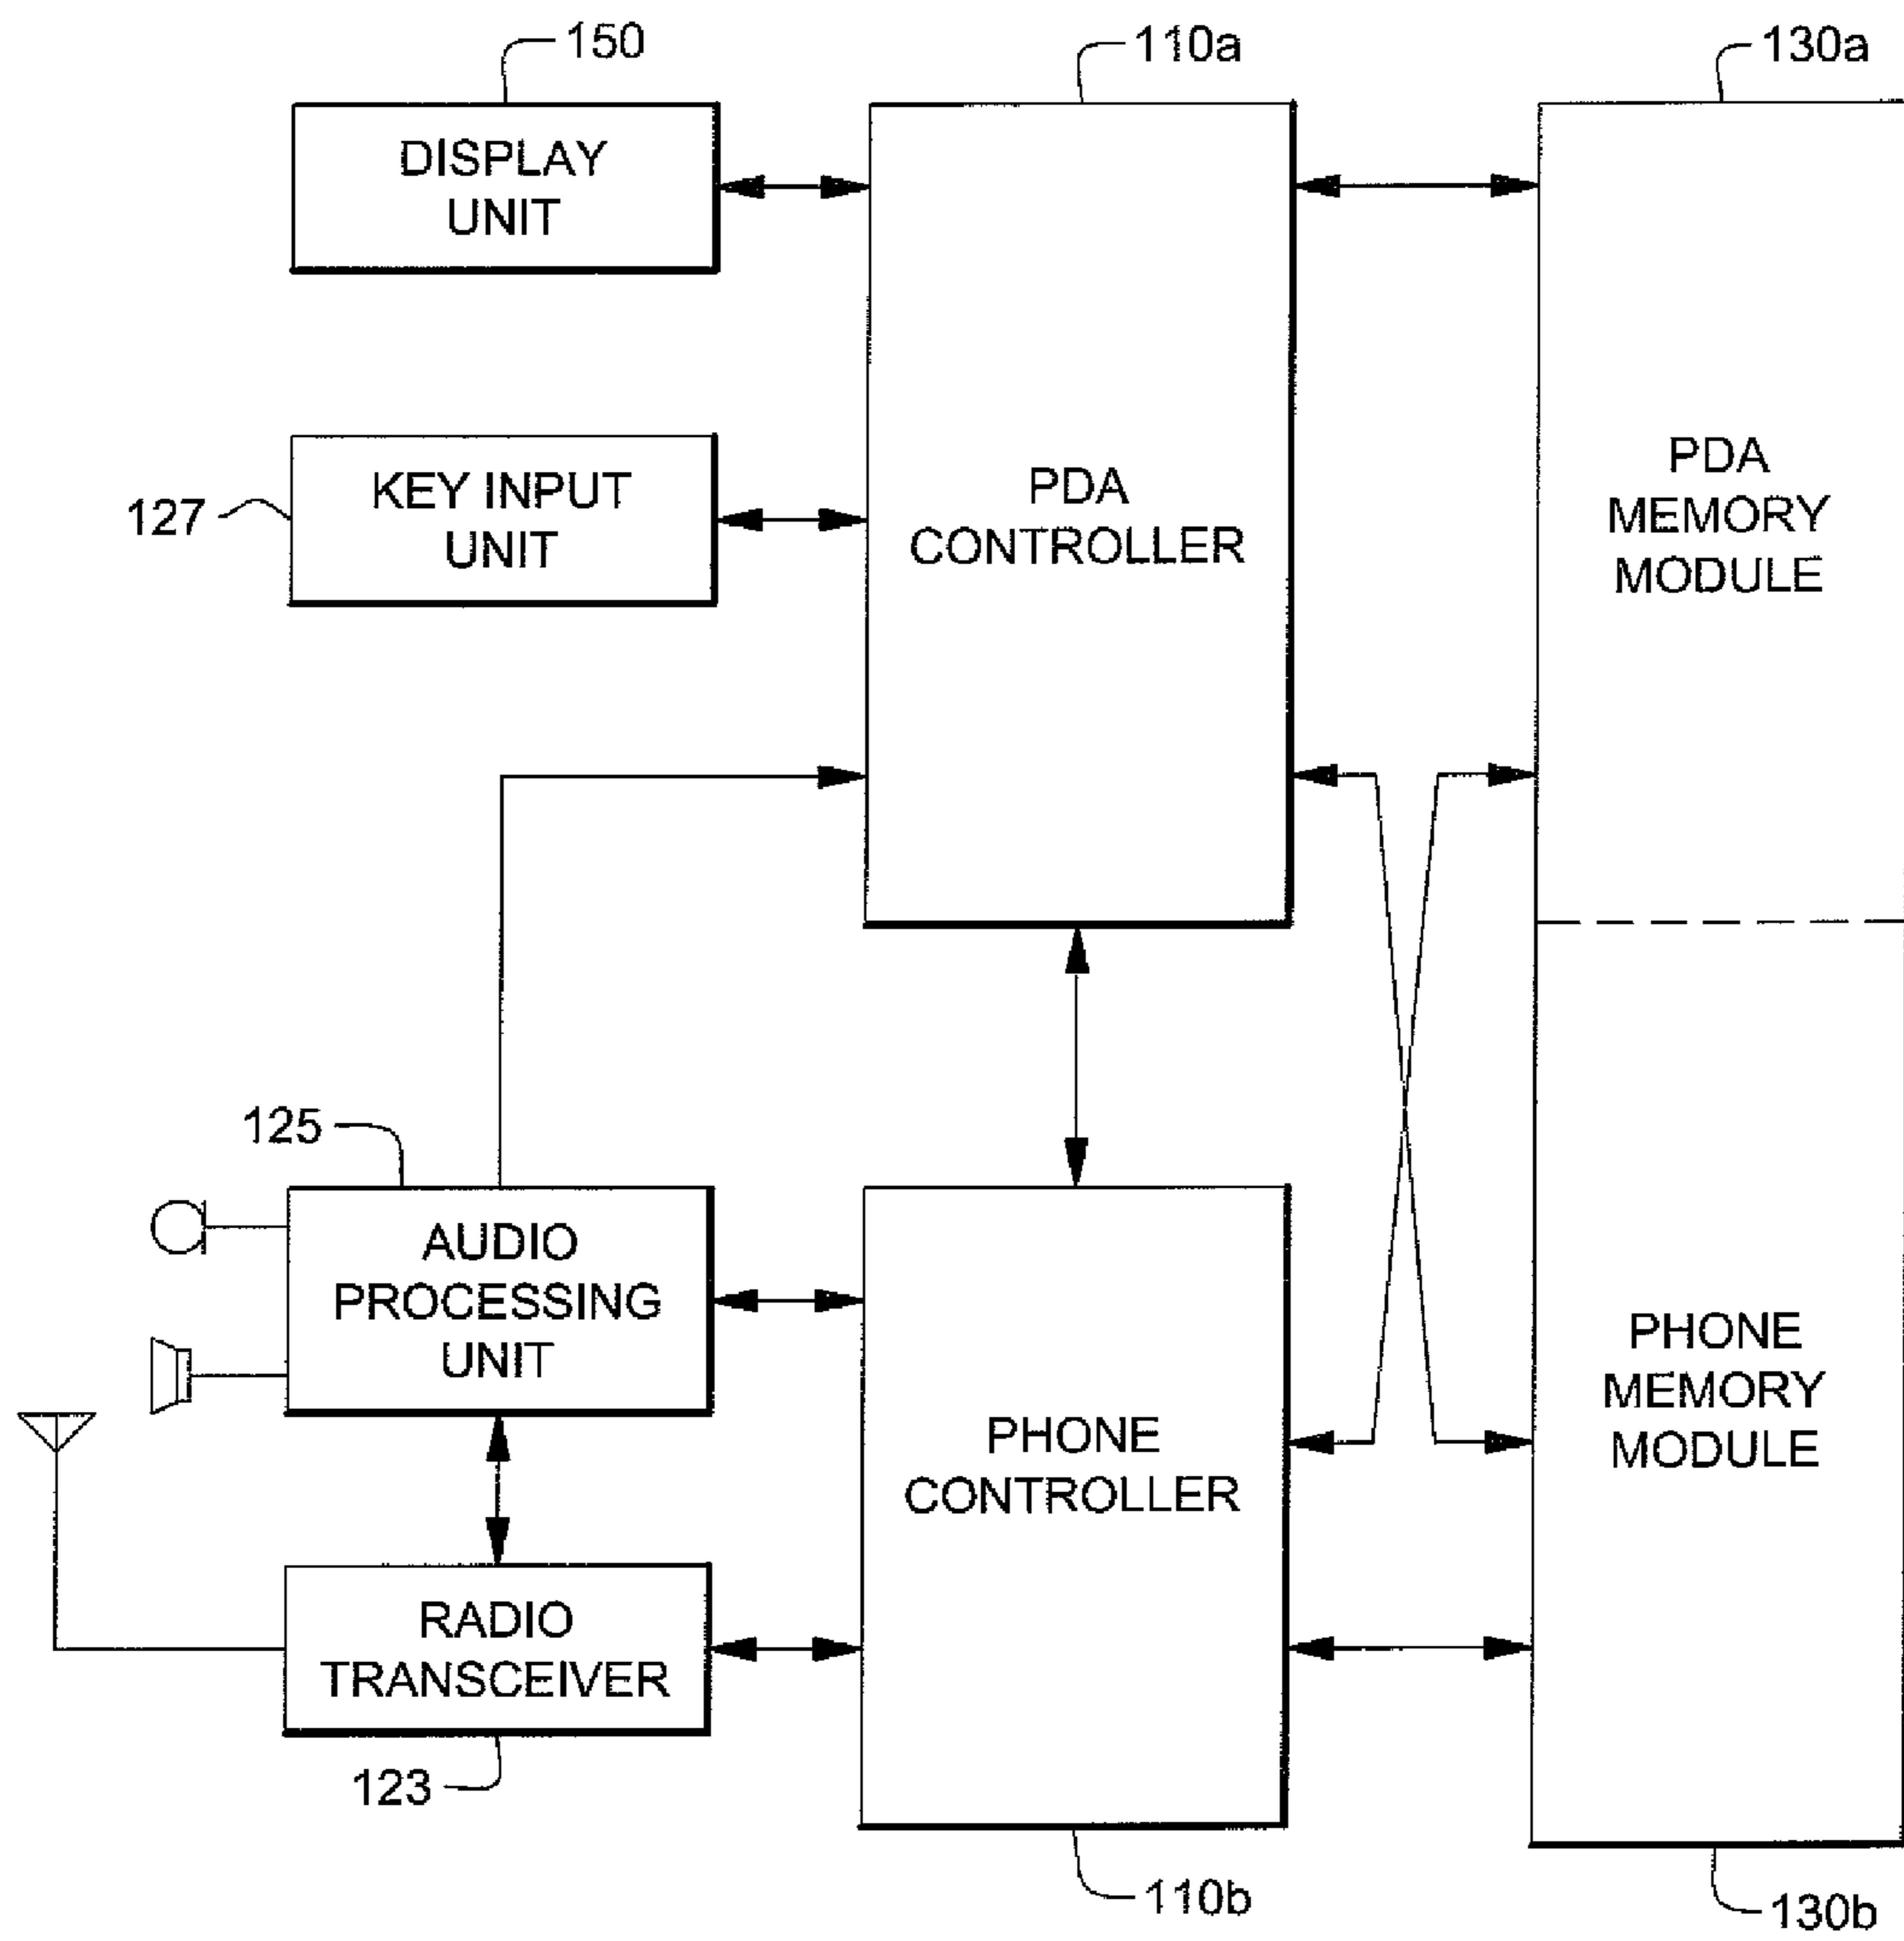 150
110a
130a
DISPLAY
UNIT
127
KEY INPUT
UNIT
PDA
CONTROLLER
PDA
MEMORY
MODULE
125
AUDIO
PROCESSING
UNIT
PHONE
CONTROLLER
PHONE
MEMORY
MODULE
RADIO
TRANSCEIVER
123
110b
130b